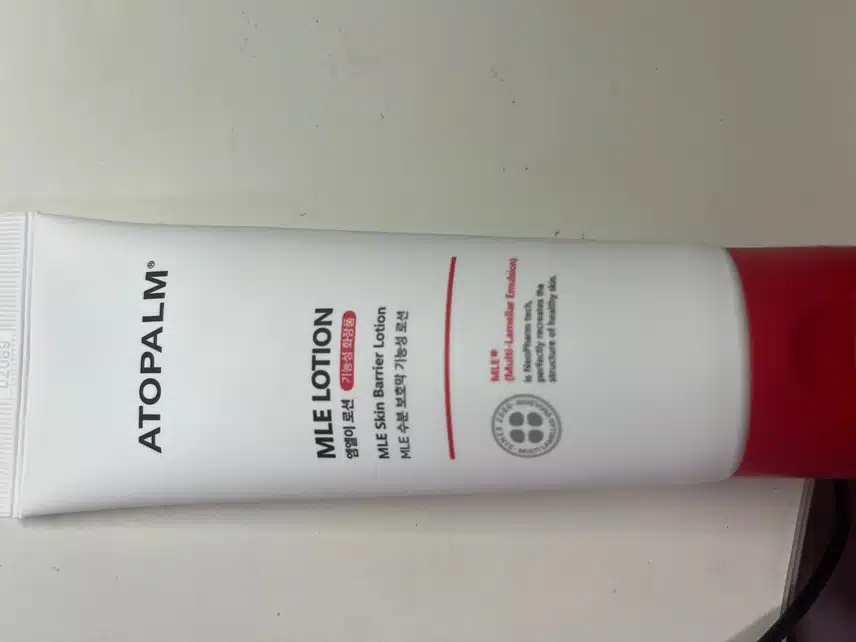 ATOPALM®
MLE LOTION
엠엘이 로션 기능성 화장품
MLE Skin Barrier Lotion
MLE 수분 보호막 기능성 로션
MLE®
(Multi-Lamellar Emulsion)
is NeoPharm tech,
perfectly recreates the
structure of healthy skin.
SINCE 2000